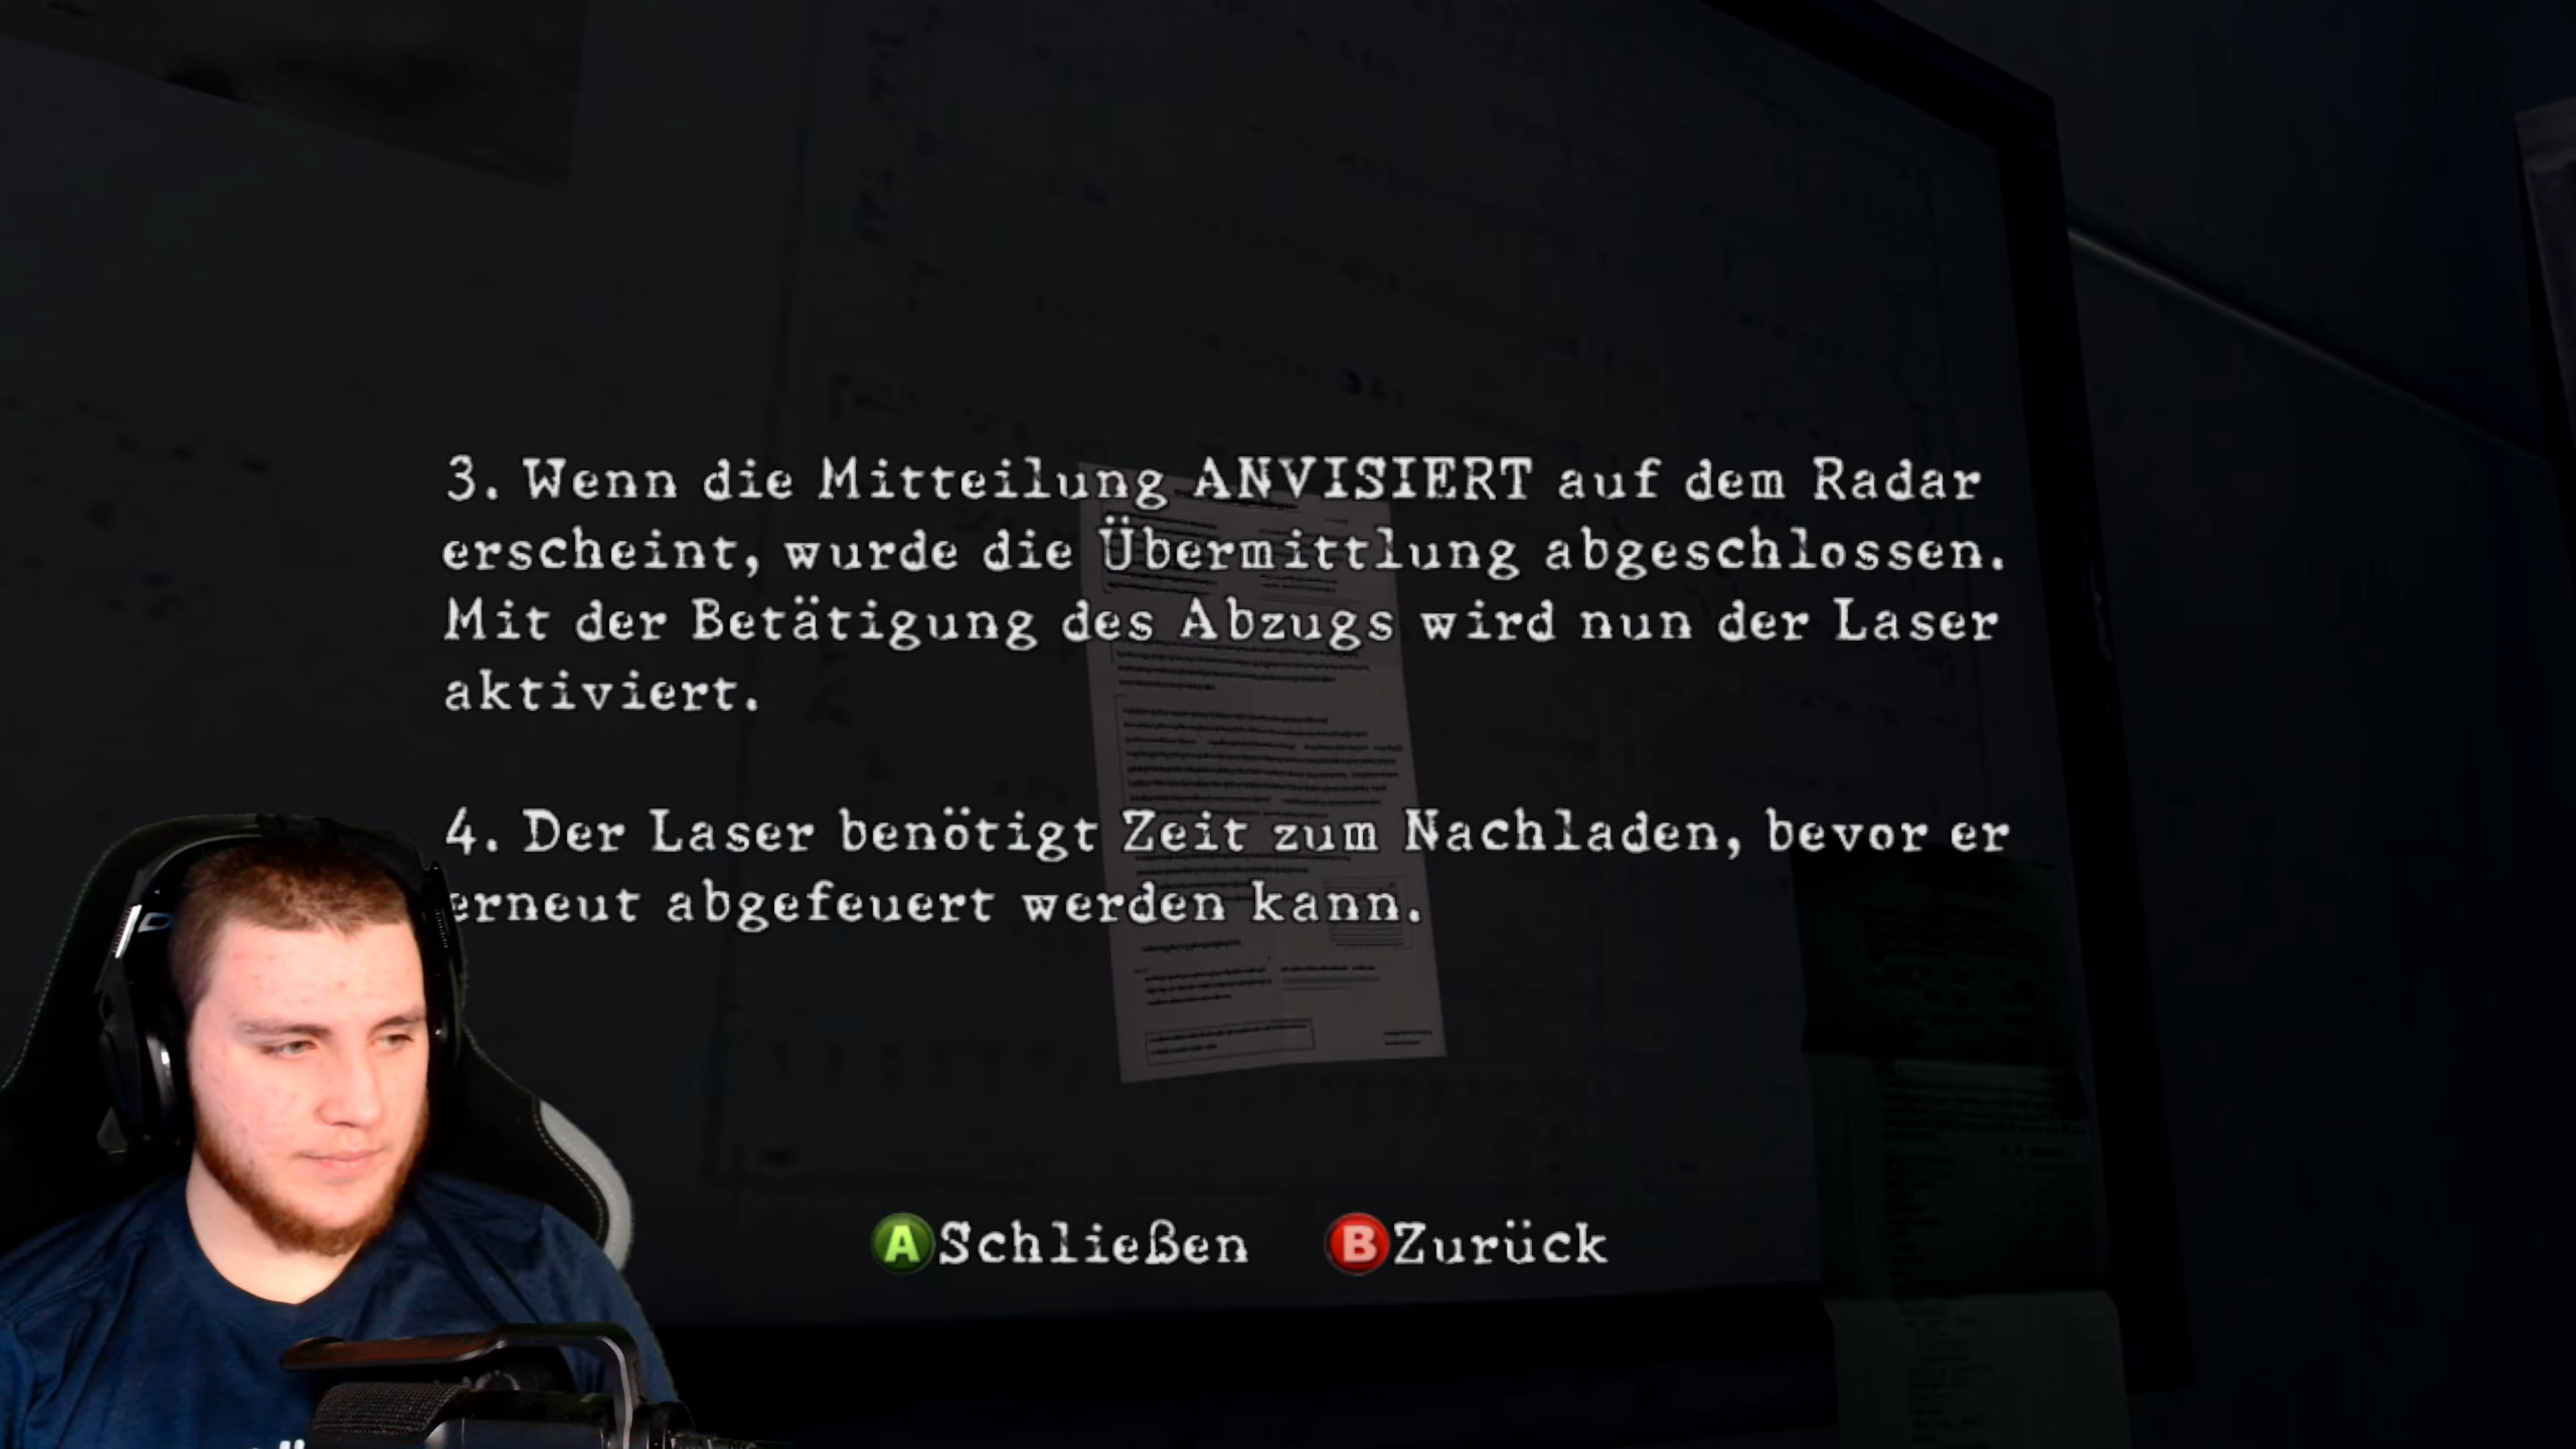 3. Wenn die Mitteilung ANVISIERT auf dem Radar
erscheint, wurde die Übermittlung abgeschlossen.
Mit der Betätigung des Abzugs wird nun der Laser
aktiviert.
4. Der Laser benötigt Zeit zum Nachladen, bevor er
erneut abgefeuert werden kann.
A Schließen B Zurück